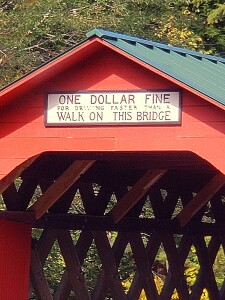 ONE DOLLAR FINE
FOR DRIVING FASTER THAN A
WALK ON THIS BRIDGE